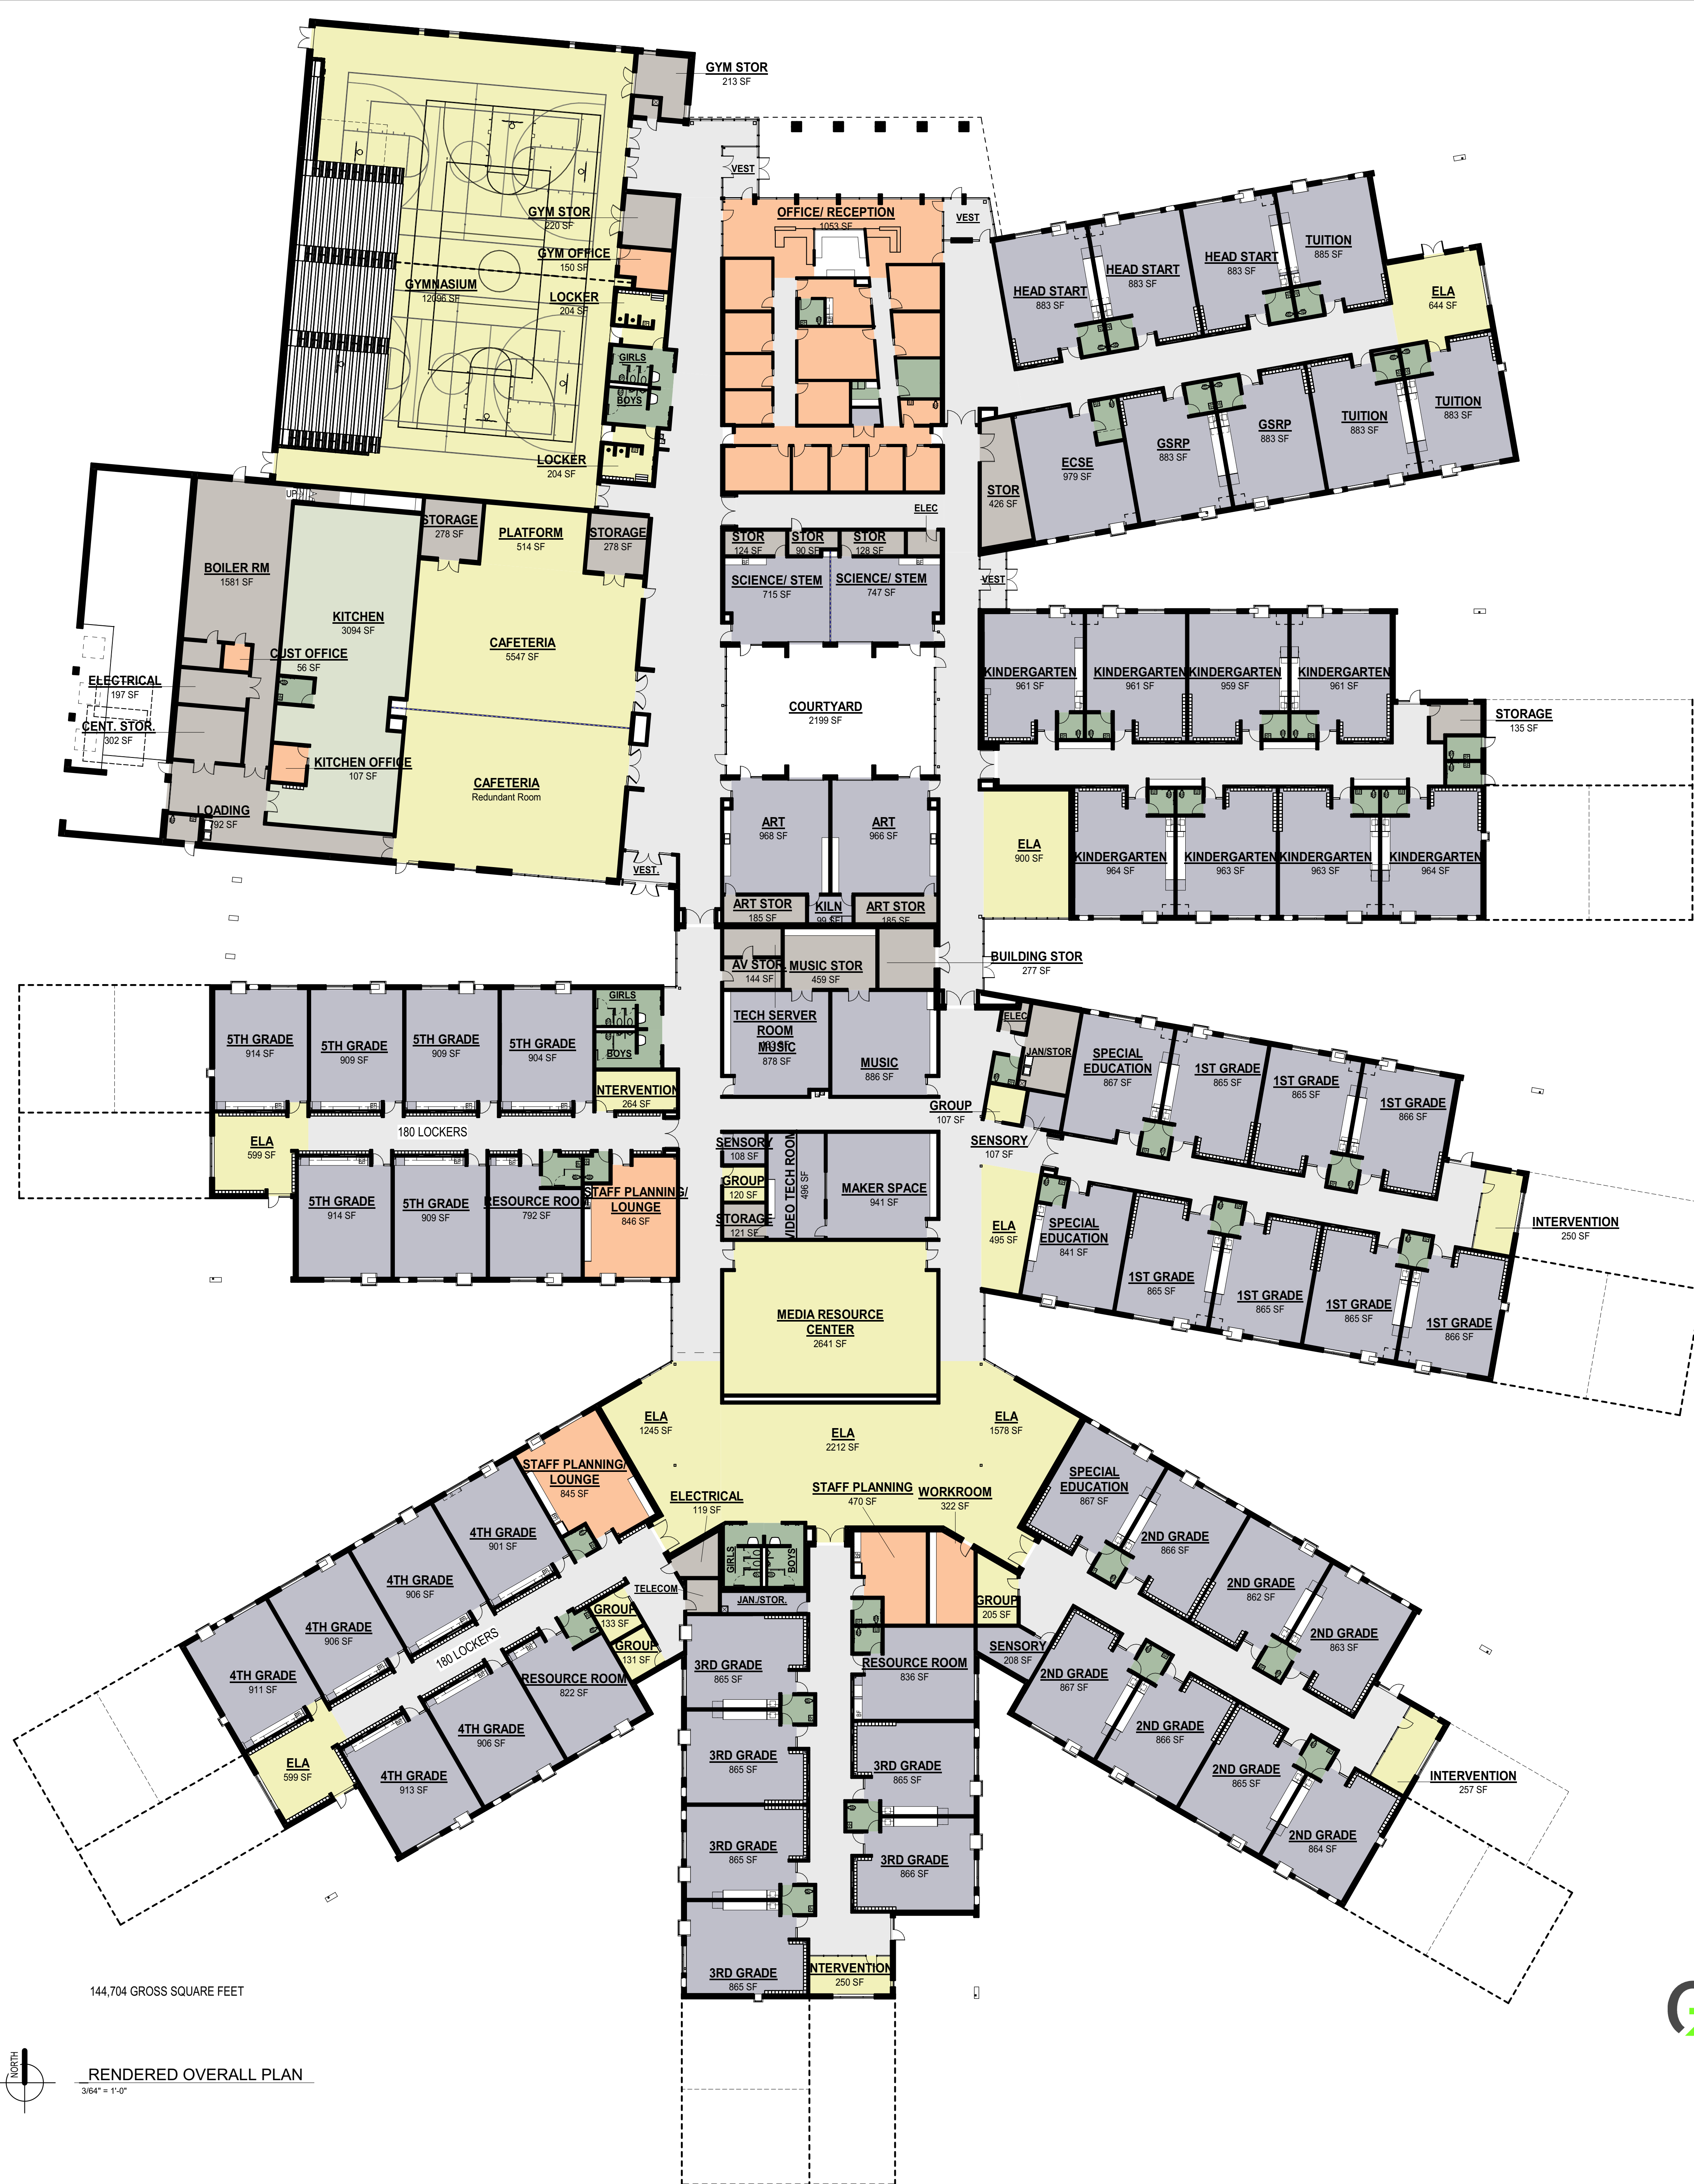 GYM STOR
213 SF
VEST
OFFICE/ RECEPTION
1053 SF
VEST
GYM STOR
220 SF
GYM OFFICE
150 SF
GYMNASIUM
12096 SF
LOCKER
204 SF
GIRLS
BOYS
LOCKER
204 SF
HEAD START
883 SF
HEAD START
883 SF
HEAD START
883 SF
TUITION
885 SF
ELA
644 SF
STOR
426 SF
ECSE
979 SF
GSRP
883 SF
GSRP
883 SF
TUITION
883 SF
TUITION
883 SF
UP
STORAGE
278 SF
PLATFORM
514 SF
STORAGE
278 SF
BOILER RM
1581 SF
KITCHEN
3094 SF
CAFETERIA
5547 SF
CUST OFFICE
56 SF
ELECTRICAL
197 SF
CENT. STOR.
302 SF
KITCHEN OFFICE
107 SF
CAFETERIA
Redundant Room
LOADING
792 SF
VEST.
ELEC
STOR
124 SF
STOR
90 SF
STOR
128 SF
SCIENCE/ STEM
715 SF
SCIENCE/ STEM
747 SF
VEST
COURTYARD
2199 SF
ART
968 SF
ART
966 SF
ART STOR
185 SF
KILN
99 SF
ART STOR
185 SF
KINDERGARTEN
961 SF
KINDERGARTEN
961 SF
KINDERGARTEN
959 SF
KINDERGARTEN
961 SF
STORAGE
135 SF
ELA
900 SF
KINDERGARTEN
964 SF
KINDERGARTEN
963 SF
KINDERGARTEN
963 SF
KINDERGARTEN
964 SF
AV STOR.
144 SF
MUSIC STOR
459 SF
BUILDING STOR
277 SF
TECH SERVER
ROOM
MUSIC
878 SF
MUSIC
886 SF
5TH GRADE
914 SF
5TH GRADE
909 SF
5TH GRADE
909 SF
5TH GRADE
904 SF
GIRLS
BOYS
INTERVENTION
264 SF
180 LOCKERS
ELA
599 SF
5TH GRADE
914 SF
5TH GRADE
909 SF
RESOURCE ROOM
792 SF
STAFF PLANNING/
LOUNGE
846 SF
SENSORY
108 SF
GROUP
120 SF
STORAGE
121 SF
VIDEO TECH ROOM
496 SF
MAKER SPACE
941 SF
ELEC
JAN/STOR.
SPECIAL
EDUCATION
867 SF
1ST GRADE
865 SF
1ST GRADE
865 SF
1ST GRADE
866 SF
GROUP
107 SF
SENSORY
107 SF
ELA
495 SF
SPECIAL
EDUCATION
841 SF
1ST GRADE
865 SF
1ST GRADE
865 SF
1ST GRADE
865 SF
1ST GRADE
866 SF
INTERVENTION
250 SF
MEDIA RESOURCE
CENTER
2641 SF
ELA
1245 SF
ELA
2212 SF
ELA
1578 SF
STAFF PLANNING/
LOUNGE
845 SF
ELECTRICAL
119 SF
STAFF PLANNING
470 SF
WORKROOM
322 SF
4TH GRADE
901 SF
4TH GRADE
906 SF
4TH GRADE
906 SF
4TH GRADE
911 SF
180 LOCKERS
GROUP
133 SF
GROUP
131 SF
RESOURCE ROOM
822 SF
4TH GRADE
906 SF
4TH GRADE
913 SF
ELA
599 SF
GIRLS
BOYS
TELECOM
JAN./STOR.
GROUP
205 SF
SENSORY
208 SF
3RD GRADE
865 SF
RESOURCE ROOM
836 SF
3RD GRADE
865 SF
3RD GRADE
865 SF
3RD GRADE
865 SF
3RD GRADE
866 SF
3RD GRADE
865 SF
INTERVENTION
250 SF
SPECIAL
EDUCATION
867 SF
2ND GRADE
866 SF
2ND GRADE
862 SF
2ND GRADE
863 SF
2ND GRADE
867 SF
2ND GRADE
866 SF
2ND GRADE
865 SF
2ND GRADE
864 SF
INTERVENTION
257 SF
144,704 GROSS SQUARE FEET
NORTH
RENDERED OVERALL PLAN
3/64" = 1'-0"